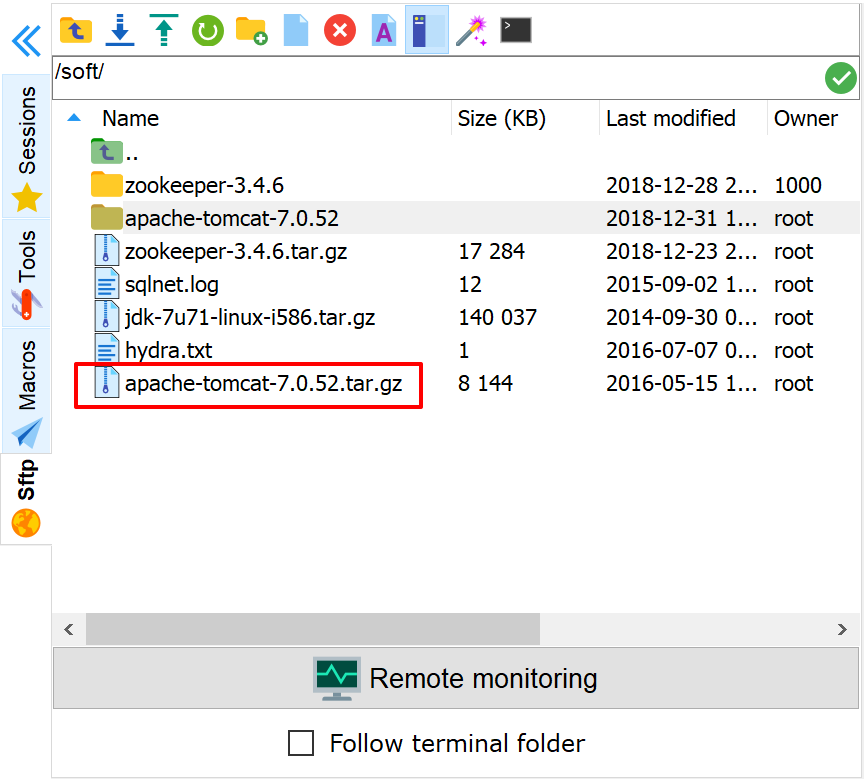 /soft/
Name Size (KB) Last modified Owner
..
zookeeper-3.4.6 2018-12-28 2... 1000
apache-tomcat-7.0.52 2018-12-31 1... root
zookeeper-3.4.6.tar.gz 17 284 2018-12-23 2... root
sqlnet.log 12 2015-09-02 1... root
jdk-7u71-linux-i586.tar.gz 140 037 2014-09-30 0... root
hydra.txt 1 2016-07-07 0... root
apache-tomcat-7.0.52.tar.gz 8 144 2016-05-15 1... root
Sessions
Tools
Macros
Sftp
Remote monitoring
Follow terminal folder